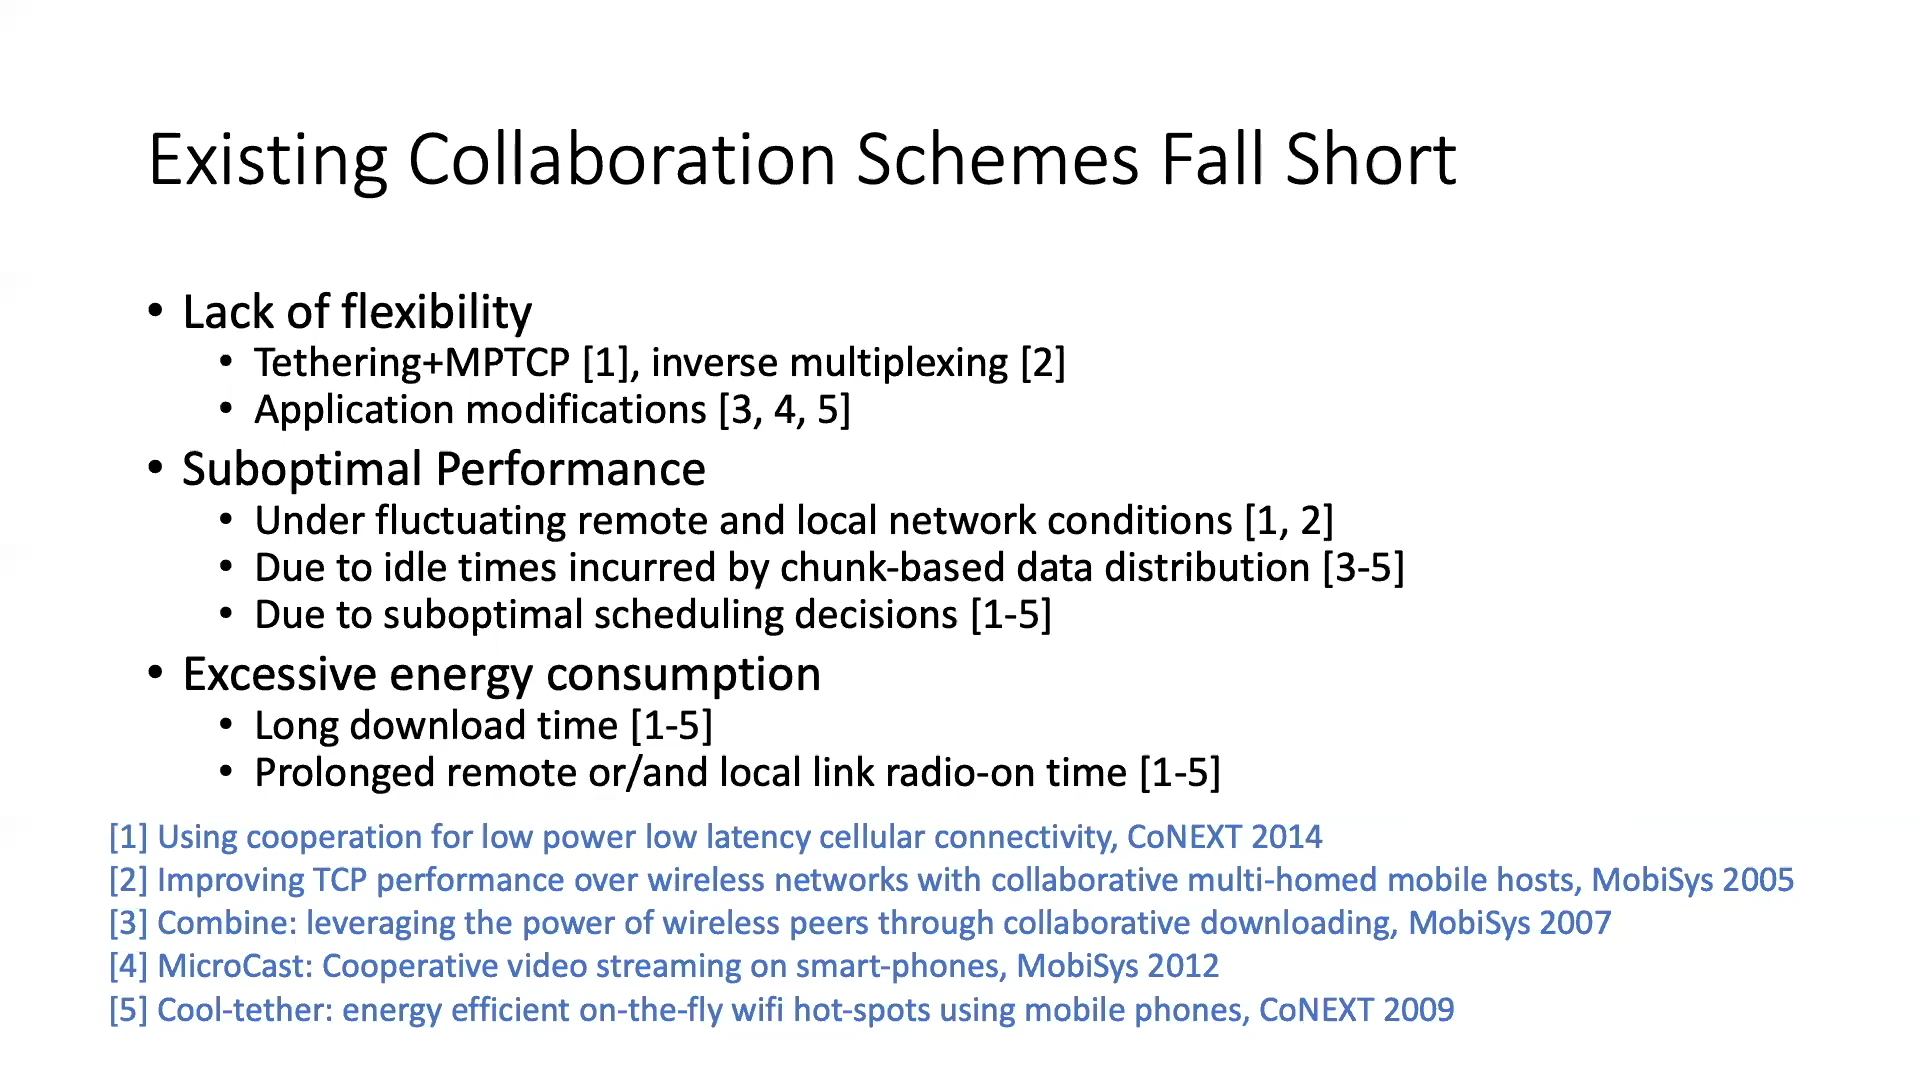 Existing Collaboration Schemes Fall Short
• Lack of flexibility
• Tethering+MPTCP [1], inverse multiplexing [2]
• Application modifications [3, 4, 5]
• Suboptimal Performance
• Under fluctuating remote and local network conditions [1, 2]
• Due to idle times incurred by chunk-based data distribution [3-5]
• Due to suboptimal scheduling decisions [1-5]
• Excessive energy consumption
• Long download time [1-5]
• Prolonged remote or/and local link radio-on time [1-5]
[1] Using cooperation for low power low latency cellular connectivity, CoNEXT 2014
[2] Improving TCP performance over wireless networks with collaborative multi-homed mobile hosts, MobiSys 2005
[3] Combine: leveraging the power of wireless peers through collaborative downloading, MobiSys 2007
[4] MicroCast: Cooperative video streaming on smart-phones, MobiSys 2012
[5] Cool-tether: energy efficient on-the-fly wifi hot-spots using mobile phones, CoNEXT 2009